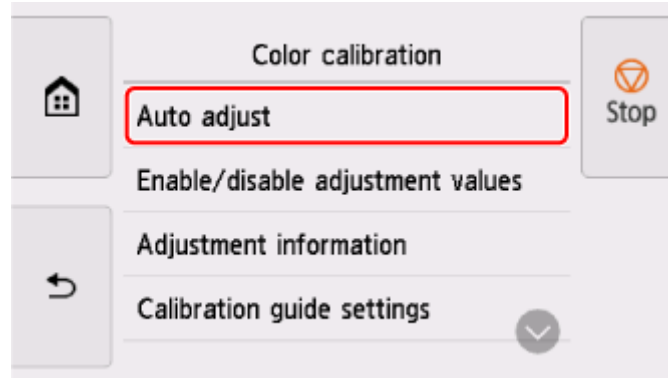 Color calibration
Auto adjust
Stop
Enable/disable adjustment values
Adjustment information
Calibration guide settings